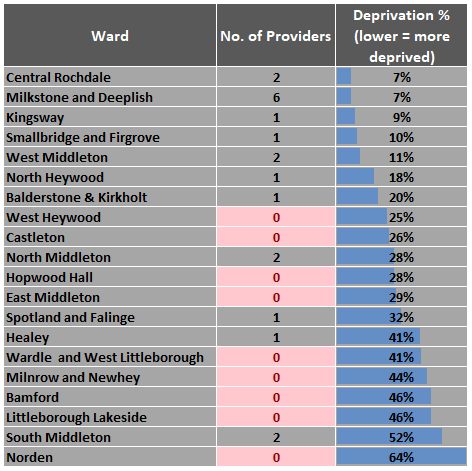 Ward No. of Providers Deprivation % (lower = more deprived)
Central Rochdale 2 7%
Milkstone and Deeplish 6 7%
Kingsway 1 9%
Smallbridge and Firgrove 1 10%
West Middleton 2 11%
North Heywood 1 18%
Balderstone & Kirkholt 1 20%
West Heywood 0 25%
Castleton 0 26%
North Middleton 2 28%
Hopwood Hall 0 28%
East Middleton 0 29%
Spotland and Falinge 1 32%
Healey 1 41%
Wardle and West Littleborough 0 41%
Milnrow and Newhey 0 44%
Bamford 0 46%
Littleborough Lakeside 0 46%
South Middleton 2 52%
Norden 0 64%